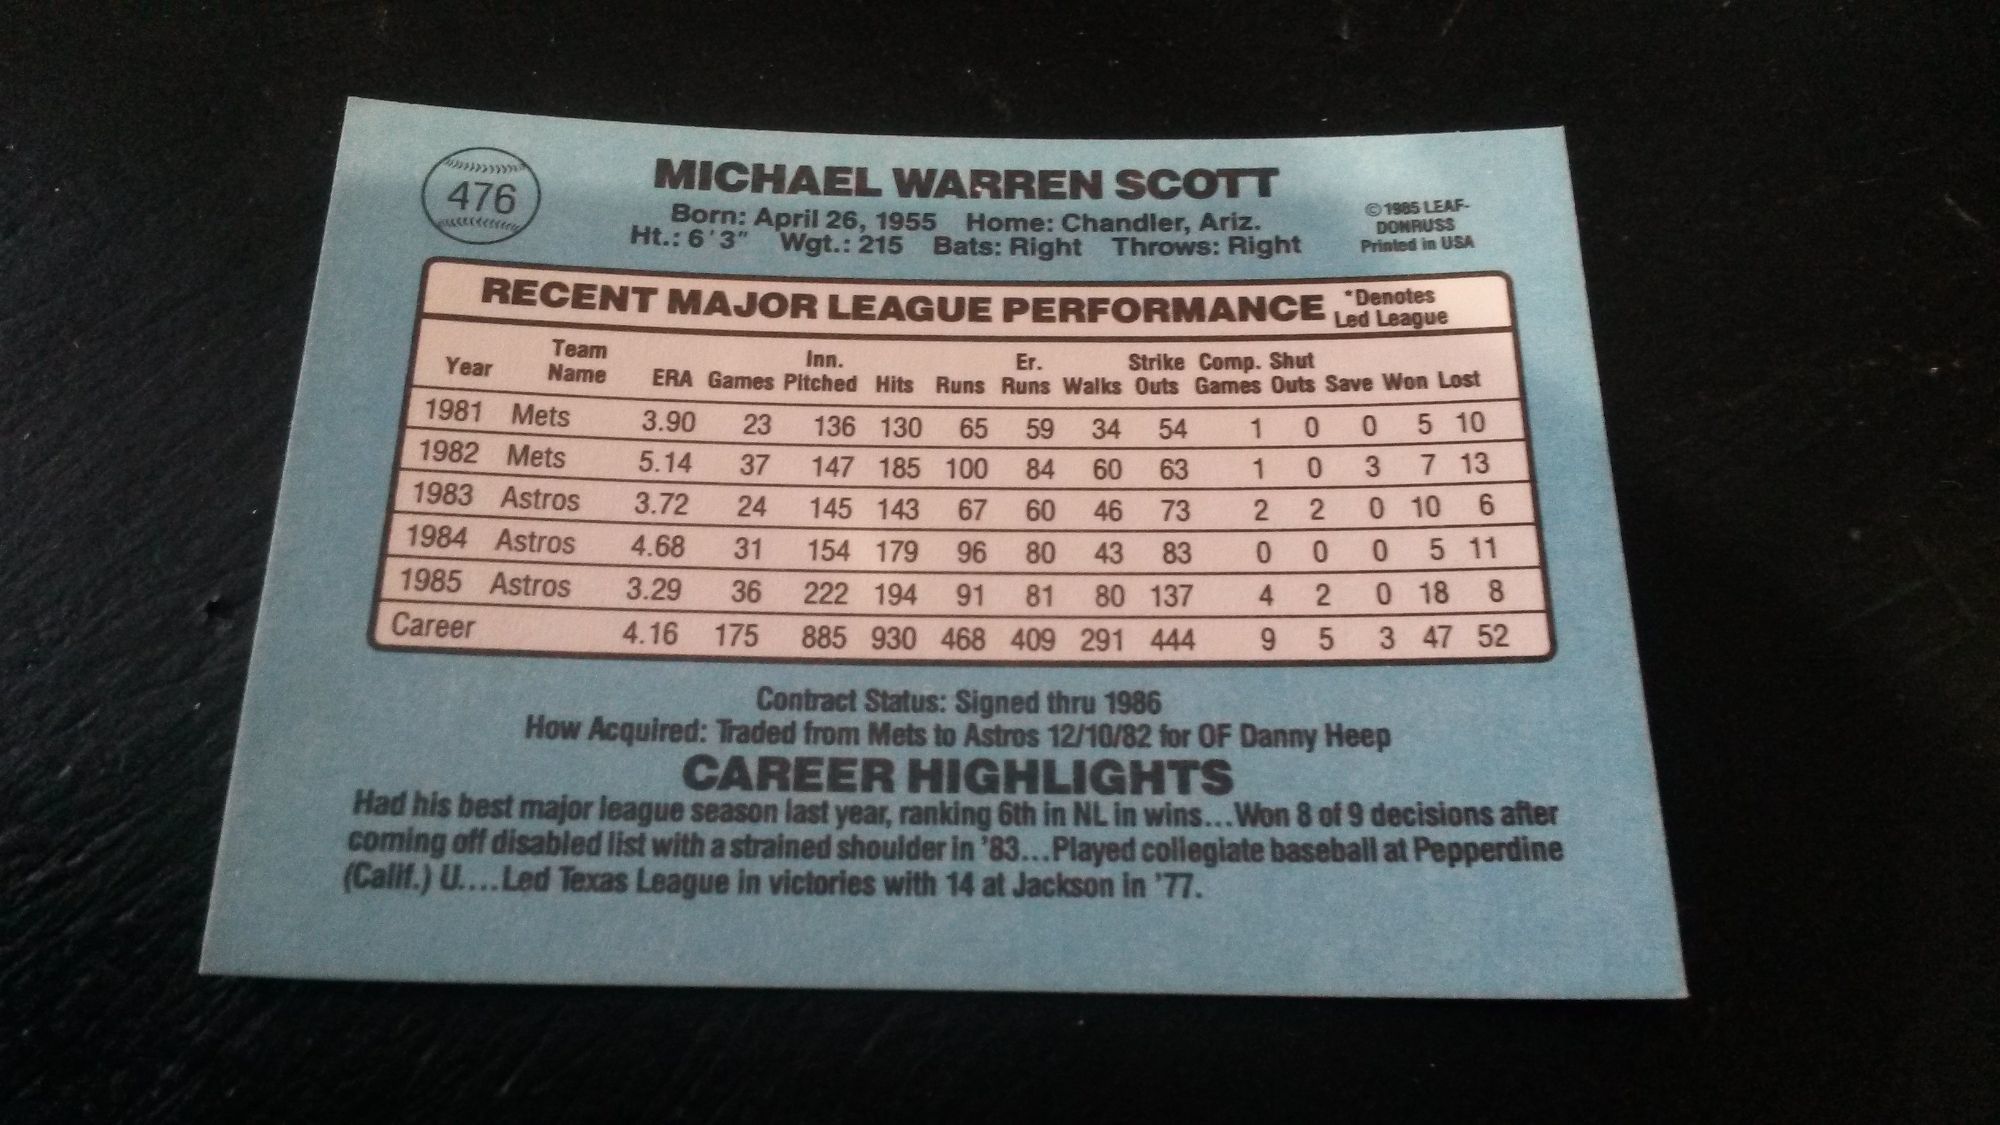 476
MICHAEL WARREN SCOTT
Born: April 26, 1955 Home: Chandler, Ariz.
Ht.: 6'3" Wgt.: 215 Bats: Right Throws: Right
© 1985 LEAF-
DONRUSS
Printed in USA
RECENT MAJOR LEAGUE PERFORMANCE *Denotes
Led League
Year Team Name ERA Games Inn. Pitched Hits Runs Er. Runs Walks Strike Outs Comp. Games Shut Outs Save Won Lost
1981 Mets 3.90 23 136 130 65 59 34 54 1 0 0 5 10
1982 Mets 5.14 37 147 185 100 84 60 63 1 0 3 7 13
1983 Astros 3.72 24 145 143 67 60 46 73 2 2 0 10 6
1984 Astros 4.68 31 154 179 96 80 43 83 0 0 0 5 11
1985 Astros 3.29 36 222 194 91 81 80 137 4 2 0 18 8
Career 4.16 175 885 930 468 409 291 444 9 5 3 47 52
Contract Status: Signed thru 1986
How Acquired: Traded from Mets to Astros 12/10/82 for OF Danny Heep
CAREER HIGHLIGHTS
Had his best major league season last year, ranking 6th in NL in wins...Won 8 of 9 decisions after
coming off disabled list with a strained shoulder in '83...Played collegiate baseball at Pepperdine
(Calif.) U....Led Texas League in victories with 14 at Jackson in '77.